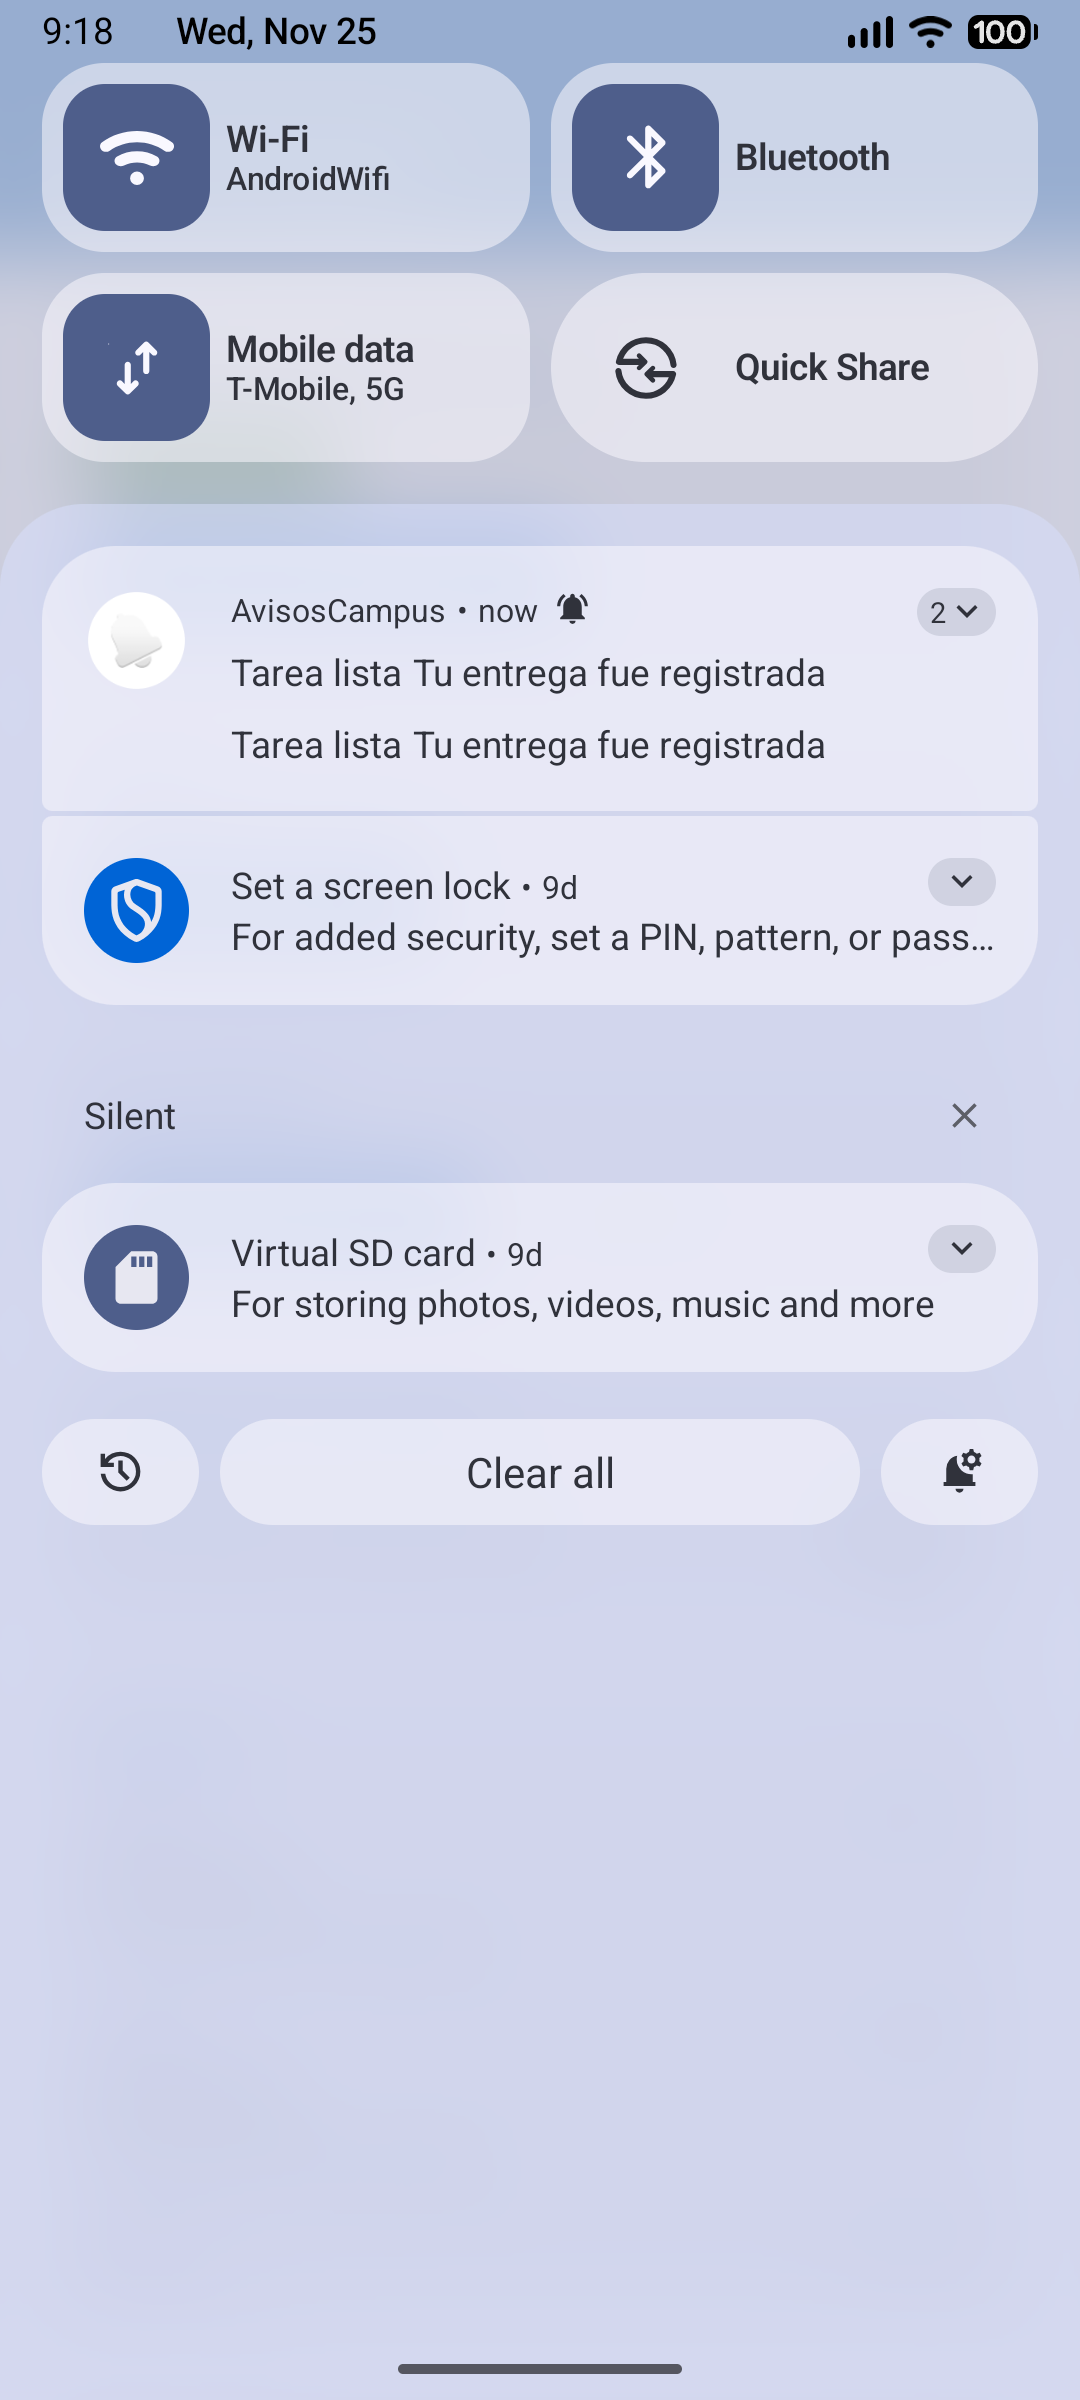 9:18 Wed, Nov 25 100
Wi-Fi
AndroidWifi
Bluetooth
Mobile data
T-Mobile, 5G
Quick Share
AvisosCampus • now 2
Tarea lista Tu entrega fue registrada
Tarea lista Tu entrega fue registrada
Set a screen lock • 9d
For added security, set a PIN, pattern, or pass…
Silent
Virtual SD card • 9d
For storing photos, videos, music and more
Clear all